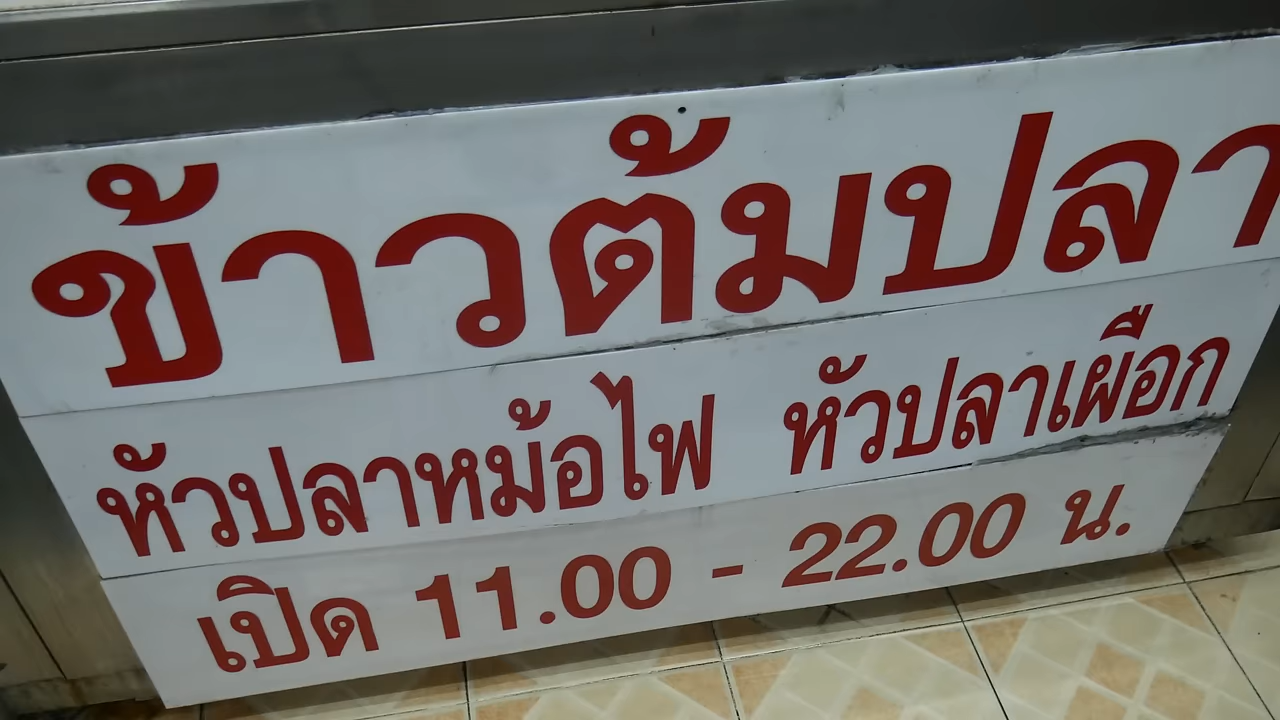 ข้าวต้มปลา
หัวปลาหม้อไฟ หัวปลาเผือก
เปิด 11.00 - 22.00 น.